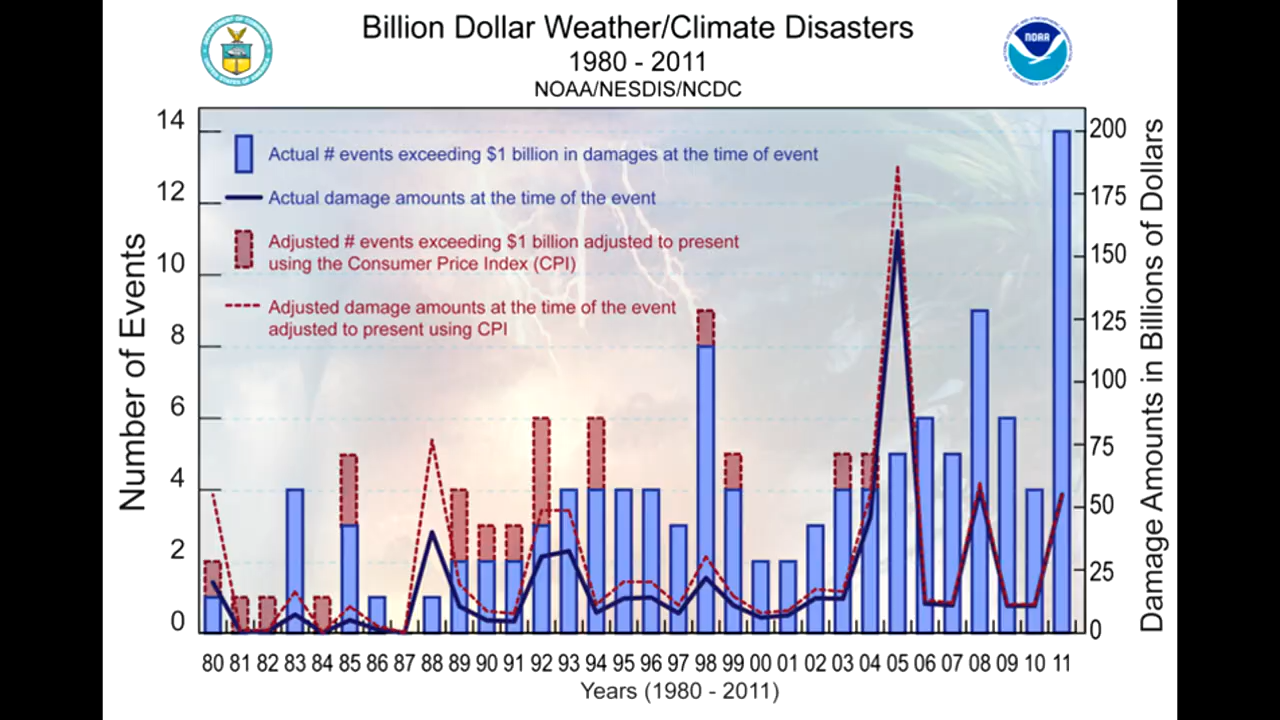 Billion Dollar Weather/Climate Disasters
1980 - 2011
NOAA/NESDIS/NCDC
NOAA
Number of Events
14
12
10
8
6
4
2
0
Actual # events exceeding $1 billion in damages at the time of event
Actual damage amounts at the time of the event
Adjusted # events exceeding $1 billion adjusted to present
using the Consumer Price Index (CPI)
Adjusted damage amounts at the time of the event
adjusted to present using CPI
200
175
150
125
100
75
50
25
0
Damage Amounts in Billions of Dollars
80 81 82 83 84 85 86 87 88 89 90 91 92 93 94 95 96 97 98 99 00 01 02 03 04 05 06 07 08 09 10 11
Years (1980 - 2011)